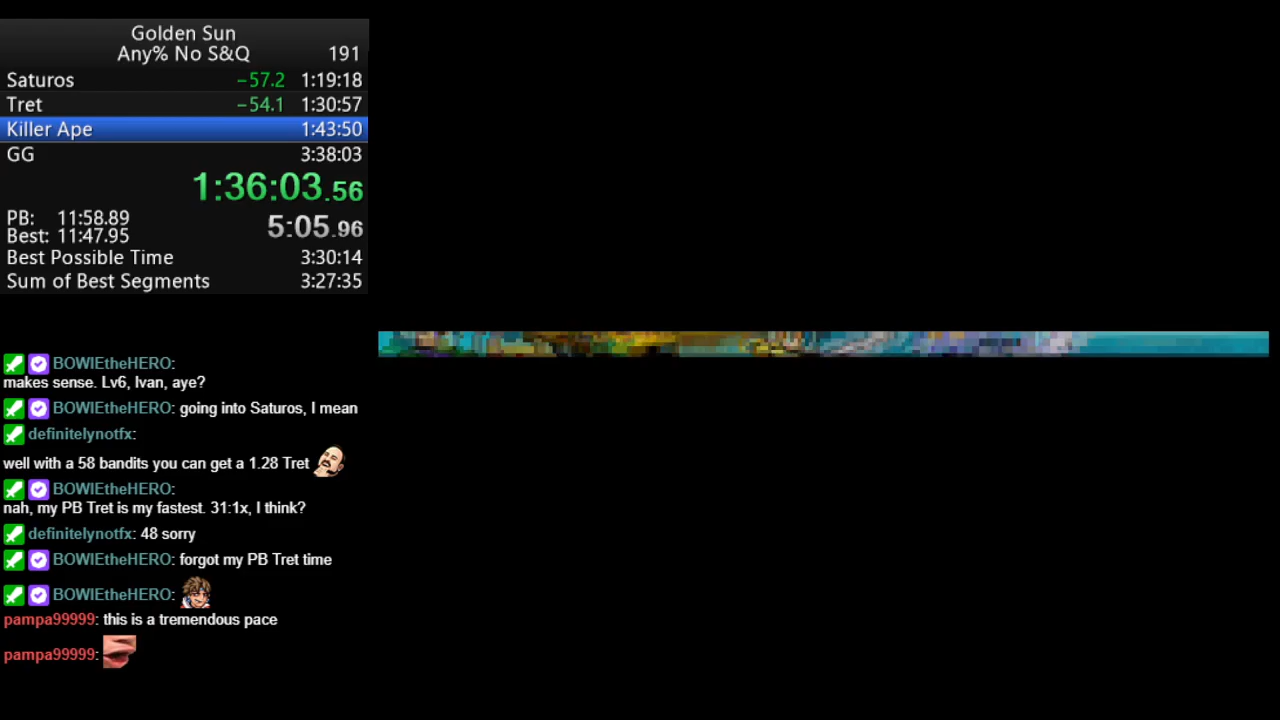 Golden Sun
Any% No S&Q 191
Saturos -57.2 1:19:18
Tret -54.1 1:30:57
Killer Ape 1:43:50
GG 3:38:03
1:36:03.56
PB: 11:58.89
Best: 11:47.95
5:05.96
Best Possible Time 3:30:14
Sum of Best Segments 3:27:35
BOWIEtheHERO:
makes sense. Lv6, Ivan, aye?
BOWIEtheHERO: going into Saturos, I mean
definitelynotfx:
well with a 58 bandits you can get a 1.28 Tret
BOWIEtheHERO:
nah, my PB Tret is my fastest. 31:1x, I think?
definitelynotfx: 48 sorry
BOWIEtheHERO: forgot my PB Tret time
BOWIEtheHERO:
pampa99999: this is a tremendous pace
pampa99999: